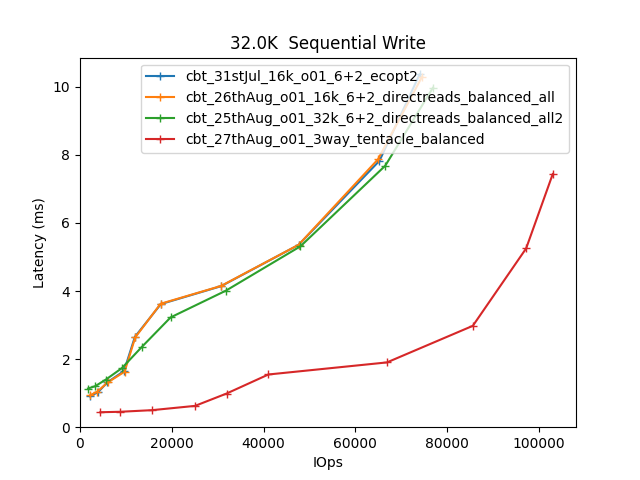 32.0K  Sequential Write
cbt_31stJul_16k_o01_6+2_ecopt2
cbt_26thAug_o01_16k_6+2_directreads_balanced_all
cbt_25thAug_o01_32k_6+2_directreads_balanced_all2
cbt_27thAug_o01_3way_tentacle_balanced
Latency (ms)
10
8
6
4
2
0
0 20000 40000 60000 80000 100000
IOps